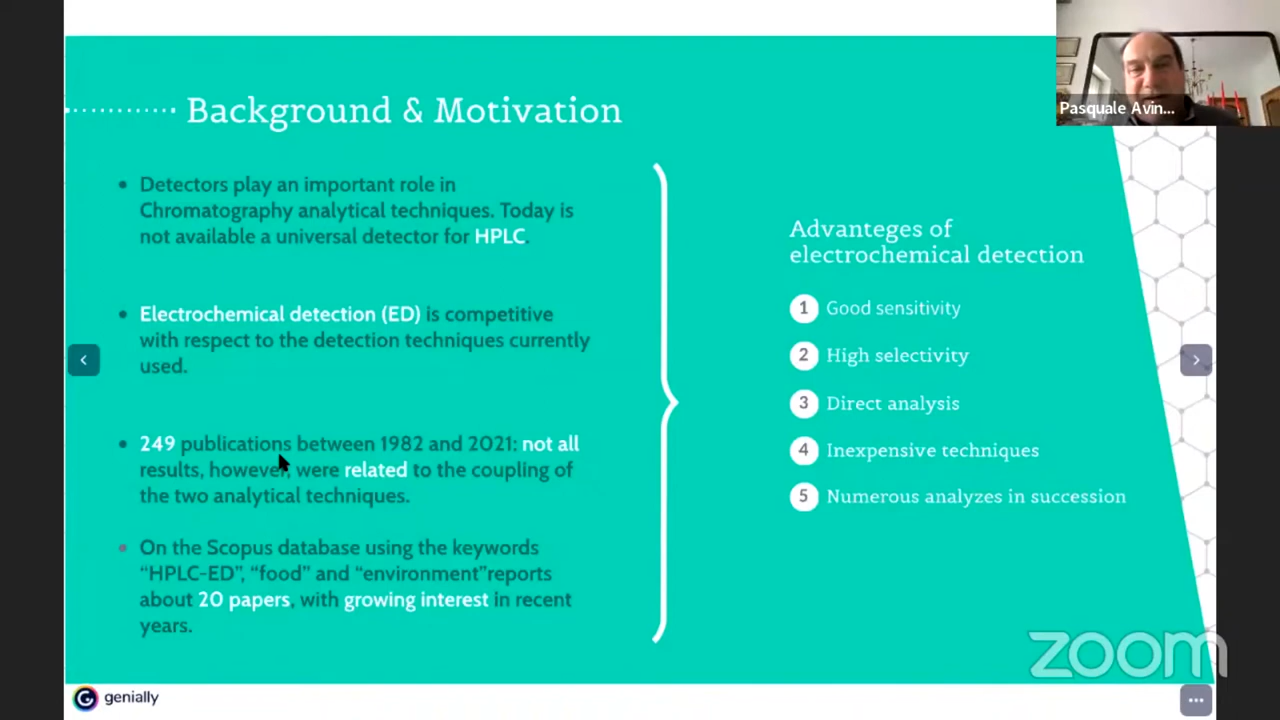 Background & Motivation
Detectors play an important role in
Chromatography analytical techniques. Today is
not available a universal detector for HPLC.
Electrochemical detection (ED) is competitive
with respect to the detection techniques currently
used.
249 publications between 1982 and 2021: not all
results, however, were related to the coupling of
the two analytical techniques.
On the Scopus database using the keywords
“HPLC-ED”, “food” and “environment”reports
about 20 papers, with growing interest in recent
years.
Advanteges of
electrochemical detection
1 Good sensitivity
2 High selectivity
3 Direct analysis
4 Inexpensive techniques
5 Numerous analyzes in succession
Pasquale Avin...
zoom
genially